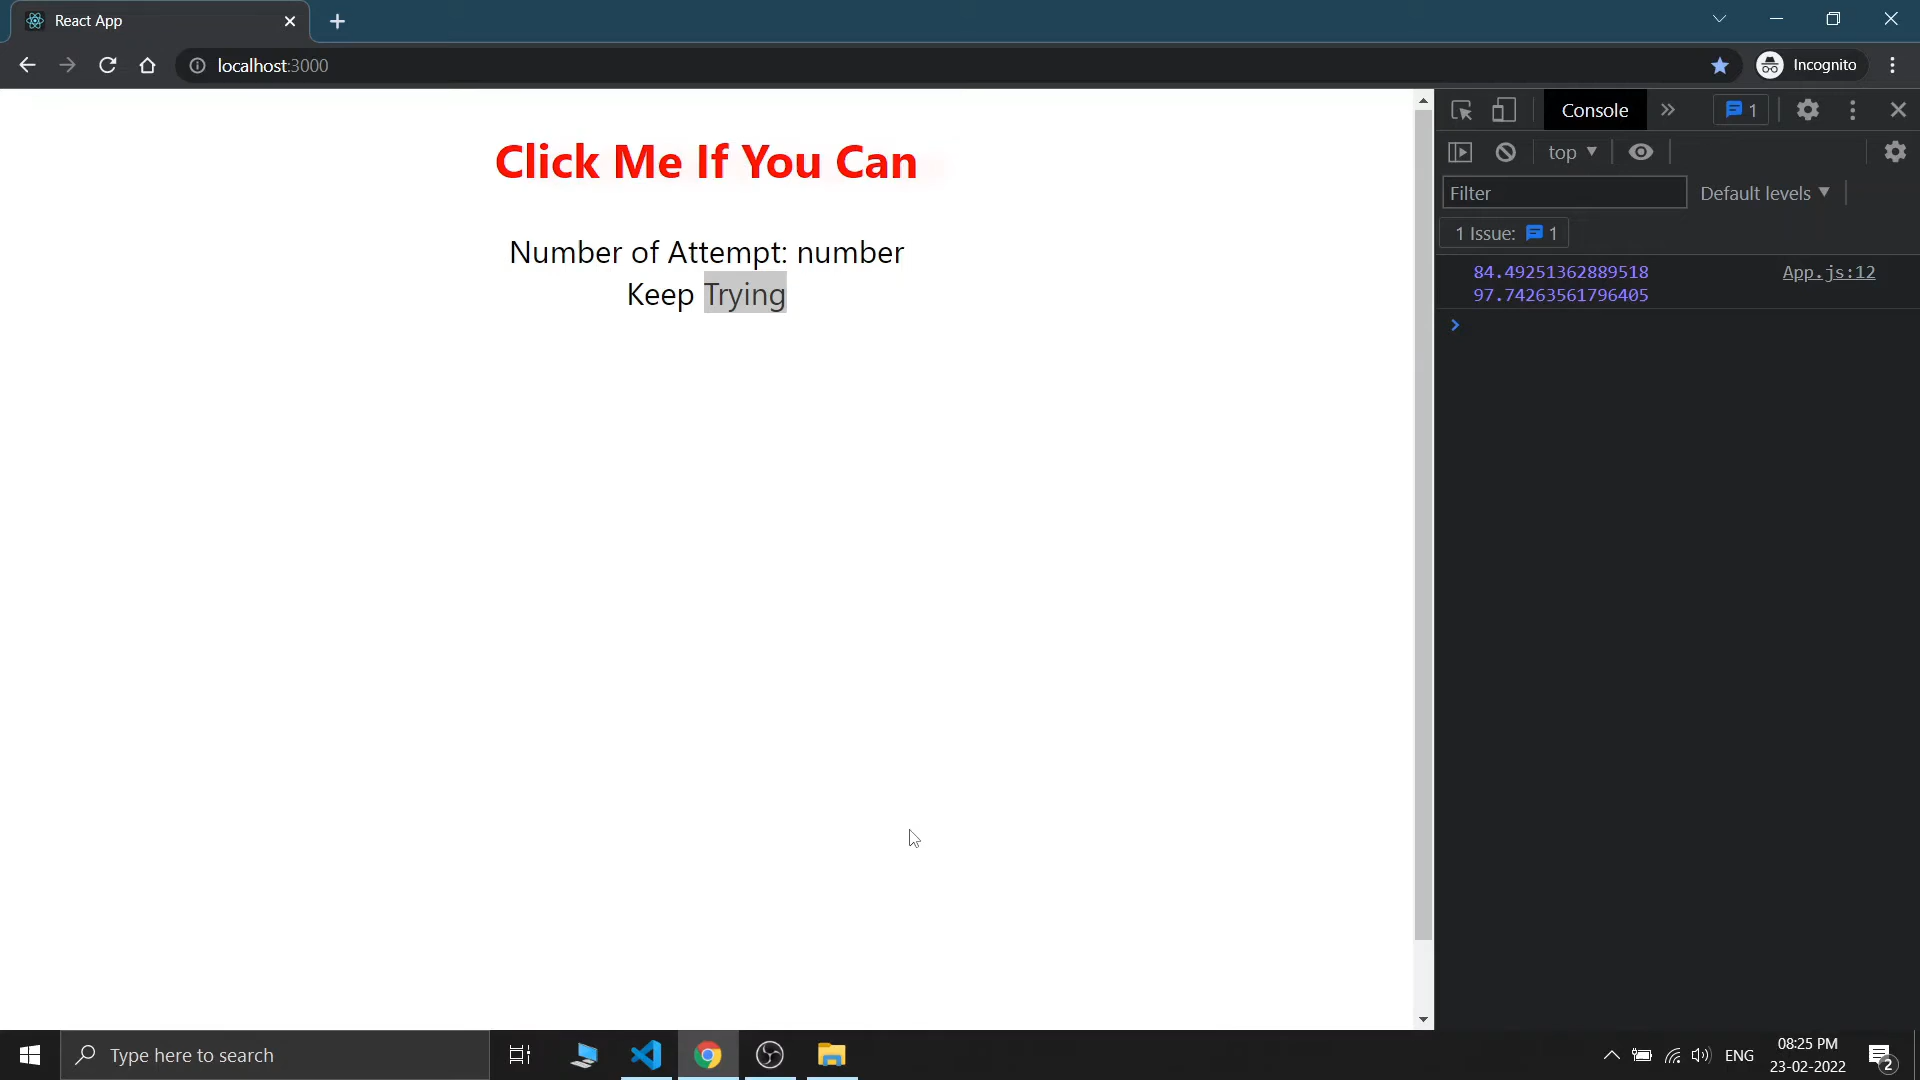 React App
localhost:3000
Incognito
Console
1
top
Filter
Default levels
1 Issue: 1
Click Me If You Can
Number of Attempt: number
Keep Trying
84.49251362889518
97.74263561796405
App.js:12
Type here to search
ENG
08:25 PM
23-02-2022
2